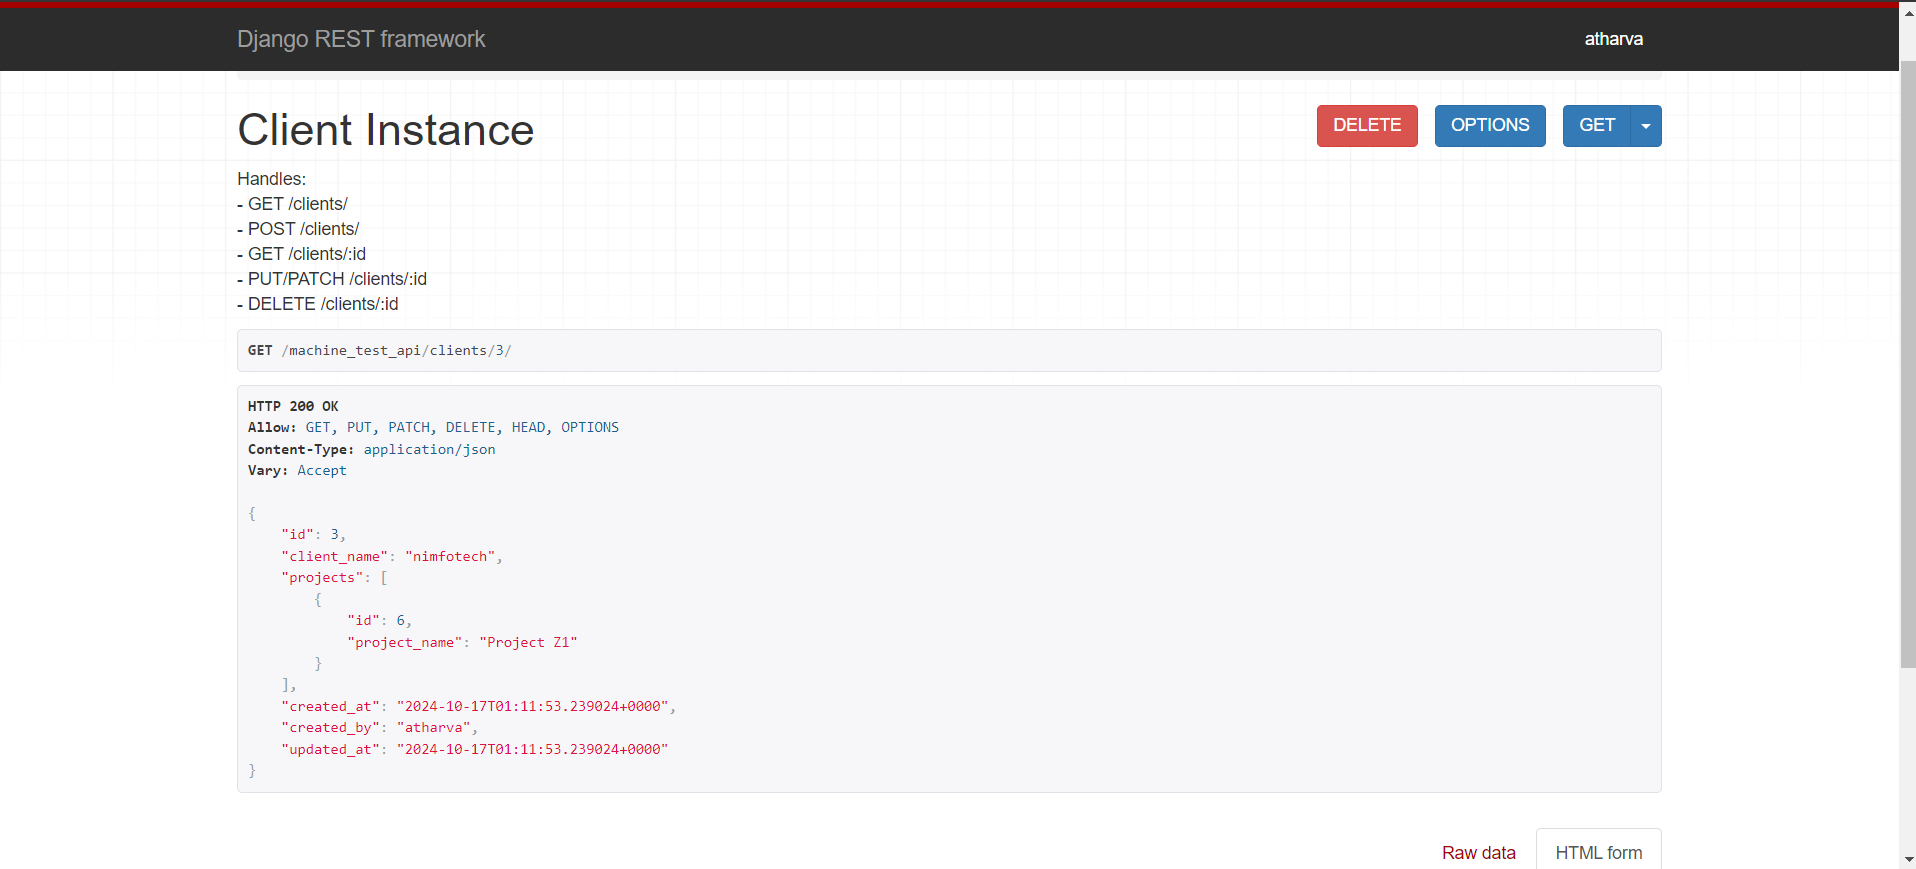 Django REST framework
atharva
Client Instance
DELETE
OPTIONS
GET
Handles:
- GET /clients/
- POST /clients/
- GET /clients/:id
- PUT/PATCH /clients/:id
- DELETE /clients/:id
GET /machine_test_api/clients/3/
HTTP 200 OK
Allow: GET, PUT, PATCH, DELETE, HEAD, OPTIONS
Content-Type: application/json
Vary: Accept
{
    "id": 3,
    "client_name": "nimfotech",
    "projects": [
        {
            "id": 6,
            "project_name": "Project Z1"
        }
    ],
    "created_at": "2024-10-17T01:11:53.239024+0000",
    "created_by": "atharva",
    "updated_at": "2024-10-17T01:11:53.239024+0000"
}
Raw data
HTML form